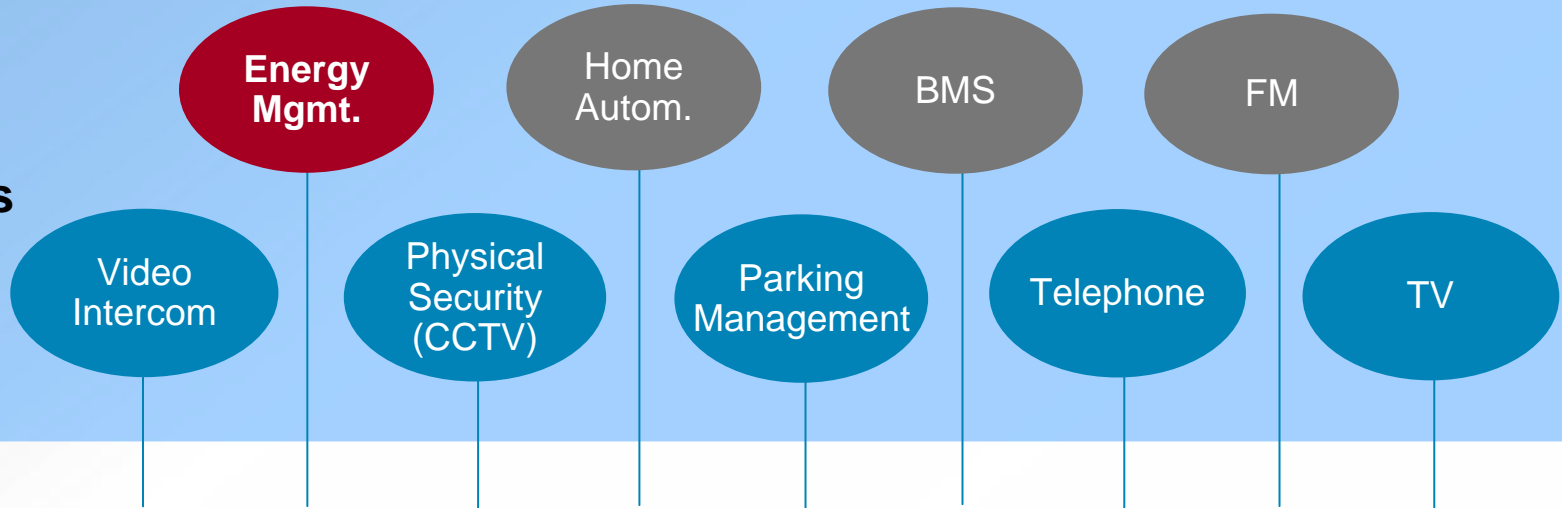 Energy
Mgmt.
Home
Autom.
BMS
FM
s
Video
Intercom
Physical
Security
(CCTV)
Parking
Management
Telephone
TV